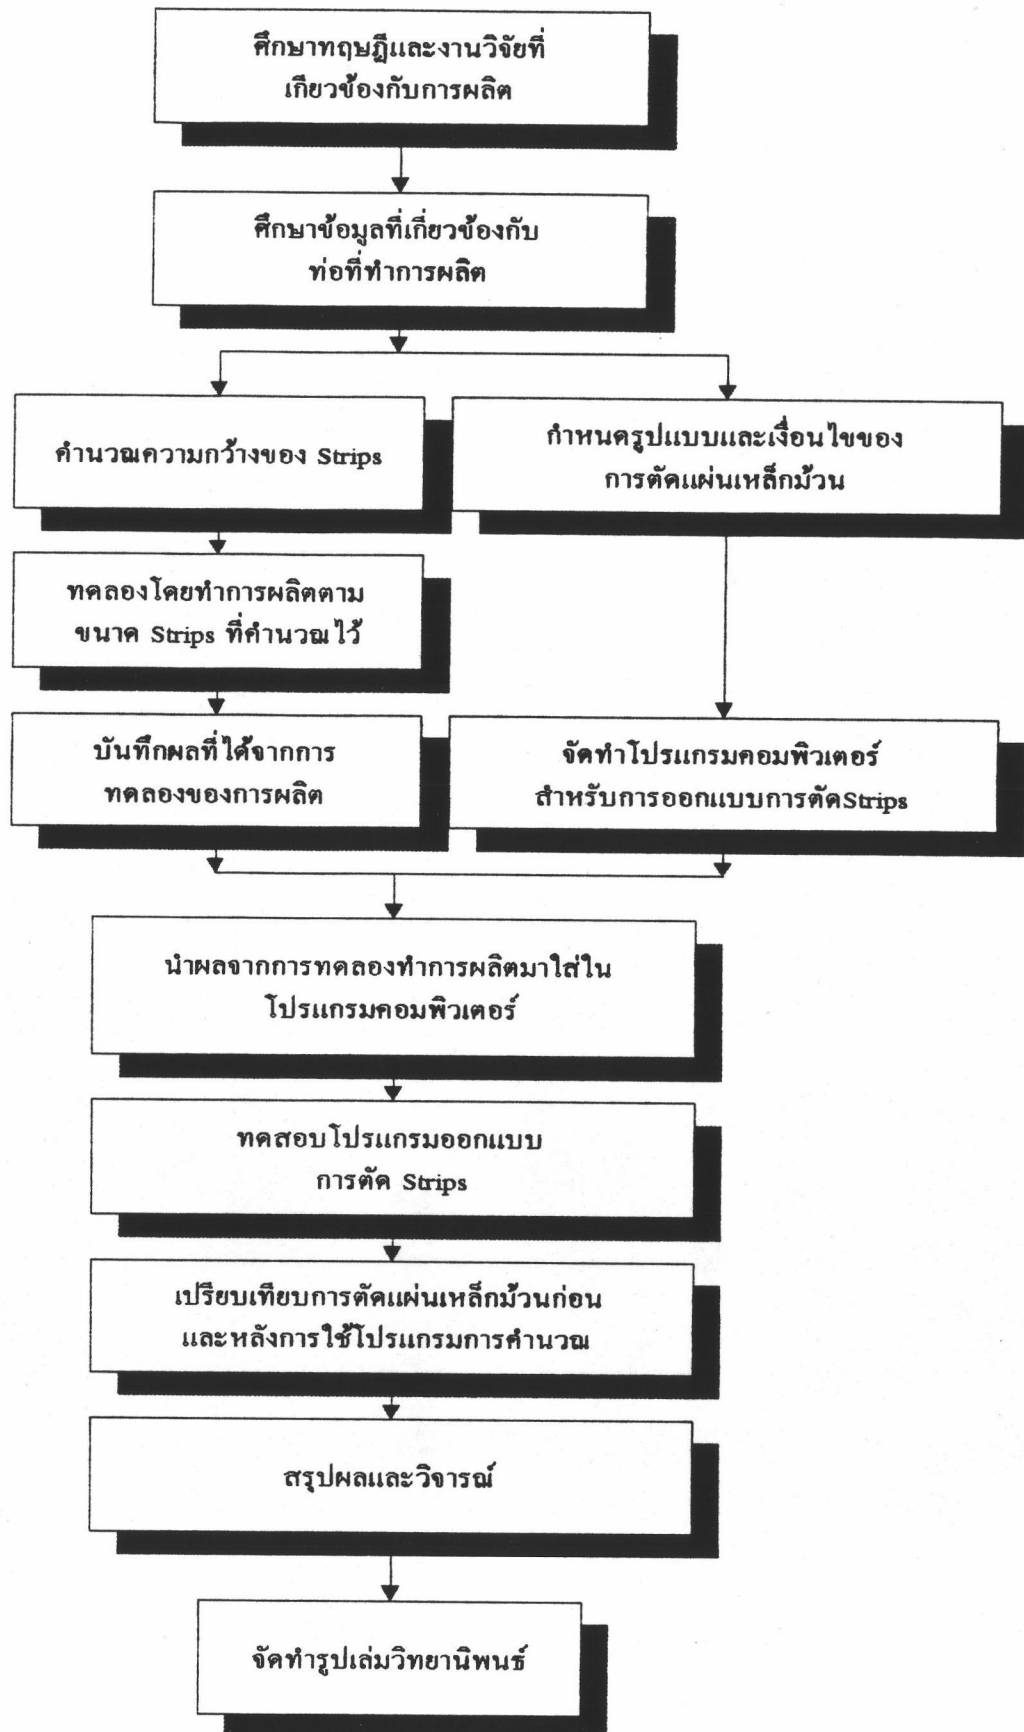 ศึกษาทฤษฎีและงานวิจัยที่
เกี่ยวข้องกับการผลิต
ศึกษาข้อมูลที่เกี่ยวข้องกับ
ท่อที่ทำการผลิต
คำนวณความกว้างของ Strips
กำหนดรูปแบบและเงื่อนไขของ
การตัดแผ่นเหล็กม้วน
ทดลองโดยทำการผลิตตาม
ขนาด Strips ที่คำนวณไว้
บันทึกผลที่ได้จากการ
ทดลองของการผลิต
จัดทำโปรแกรมคอมพิวเตอร์
สำหรับการออกแบบการตัดStrips
นำผลจากการทดลองทำการผลิตมาใส่ใน
โปรแกรมคอมพิวเตอร์
ทดสอบโปรแกรมออกแบบ
การตัด Strips
เปรียบเทียบการตัดแผ่นเหล็กม้วนก่อน
และหลังการใช้โปรแกรมการคำนวณ
สรุปผลและวิจารณ์
จัดทำรูปเล่มวิทยานิพนธ์